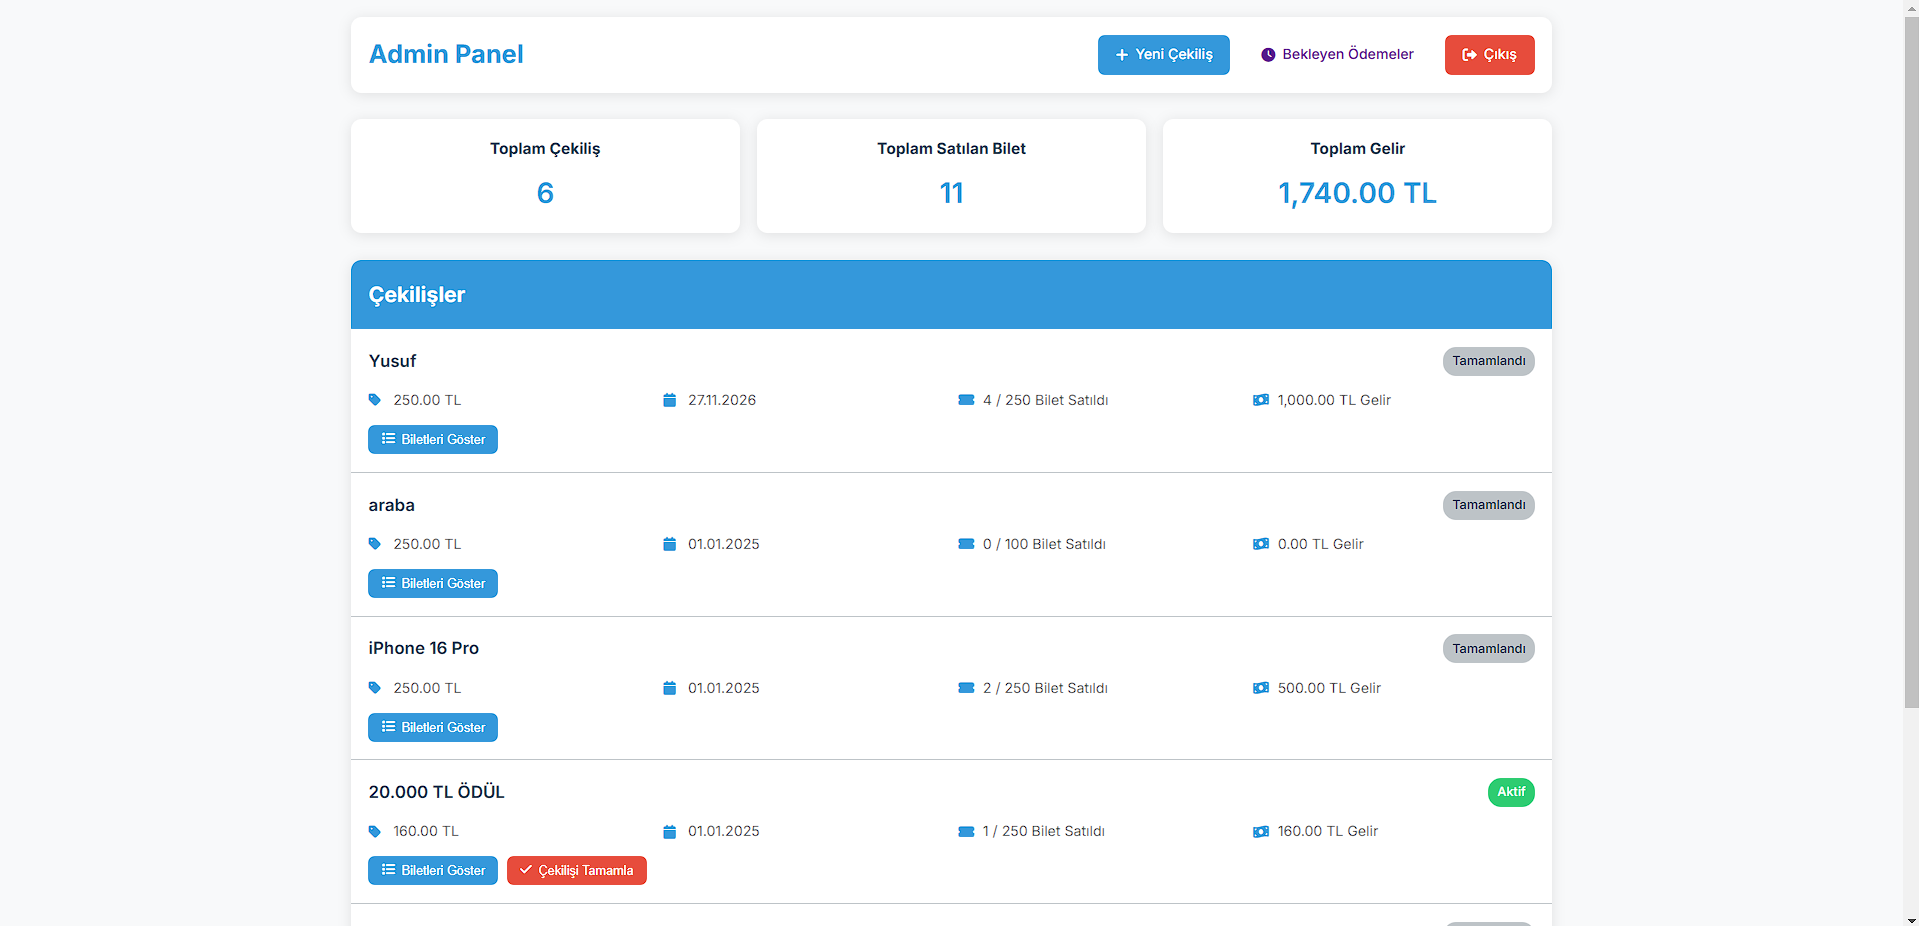 Admin Panel
Yeni Çekiliş
Bekleyen Ödemeler
Çıkış
Toplam Çekiliş
6
Toplam Satılan Bilet
11
Toplam Gelir
1,740.00 TL
Çekilişler
Yusuf
Tamamlandı
250.00 TL
27.11.2026
4 / 250 Bilet Satıldı
1,000.00 TL Gelir
Biletleri Göster
araba
Tamamlandı
250.00 TL
01.01.2025
0 / 100 Bilet Satıldı
0.00 TL Gelir
Biletleri Göster
iPhone 16 Pro
Tamamlandı
250.00 TL
01.01.2025
2 / 250 Bilet Satıldı
500.00 TL Gelir
Biletleri Göster
20.000 TL ÖDÜL
Aktif
160.00 TL
01.01.2025
1 / 250 Bilet Satıldı
160.00 TL Gelir
Biletleri Göster
Çekilişi Tamamla